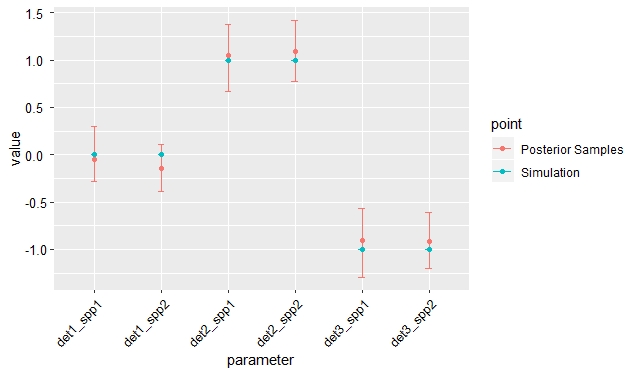 1.5
1.0
0.5
0.0
-0.5
-1.0
value
det1_spp1
det1_spp2
det2_spp1
det2_spp2
det3_spp1
det3_spp2
parameter
point
Posterior Samples
Simulation